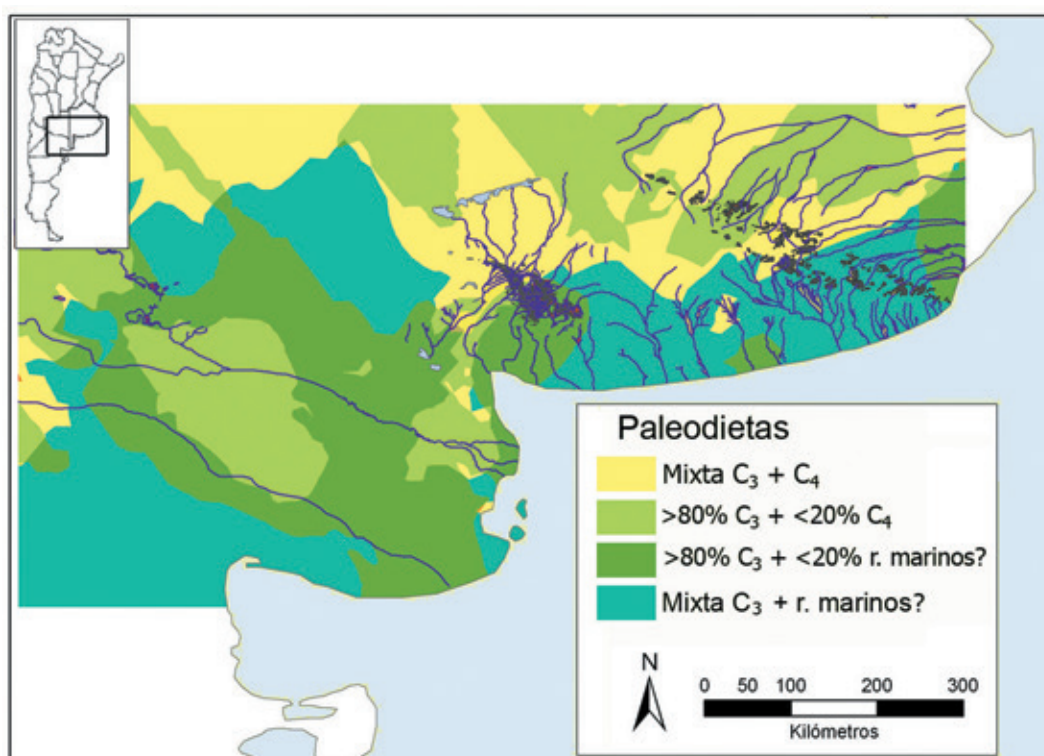 Paleodietas
Mixta C₃ + C₄
>80% C₃ + <20% C₄
>80% C₃ + <20% r. marinos?
Mixta C₃ + r. marinos?
N
0 50 100 200 300
Kilómetros